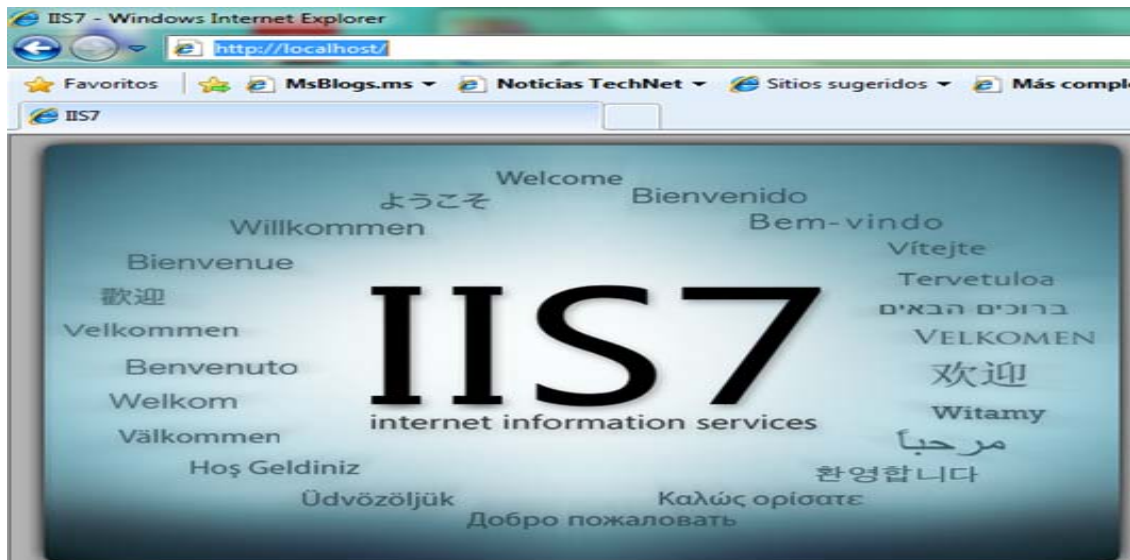 IIS7 - Windows Internet Explorer
http://localhost/
Favoritos MsBlogs.ms Noticias TechNet Sitios sugeridos Más
IIS7
Welcome
ようこそ
Bienvenido
Willkommen
Bem-vindo
Bienvenue
Vítejte
歡迎
Tervetuloa
ברוכים הבאים
Velkommen
VELKOMEN
Benvenuto
欢迎
Welkom
Witamy
IIS7
internet information services
Välkommen
مرحباً
Hoş Geldiniz
환영합니다
Üdvözöljük
Καλώς ορίσατε
Добро пожаловать